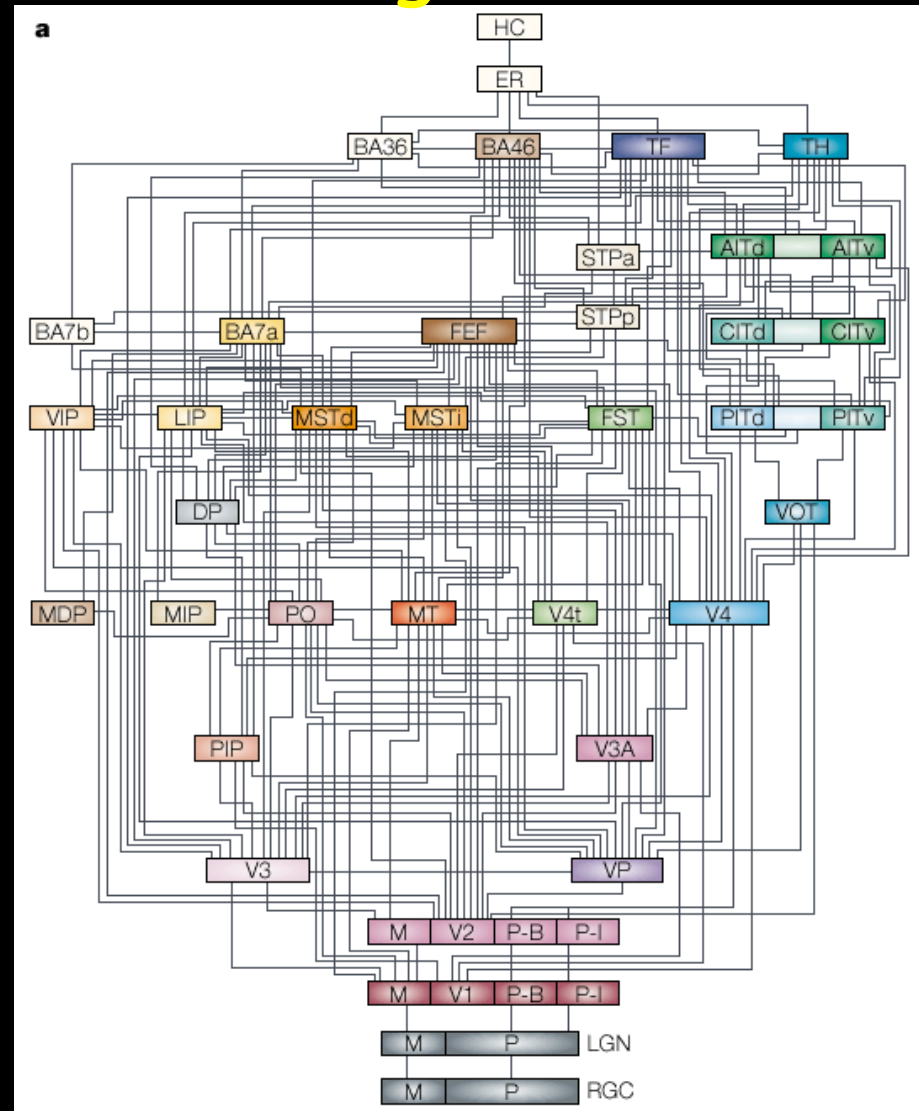 a
HC
ER
BA36 BA46 TF TH
AITd AITv
STPa
STPp
BA7b BA7a FEF CITd CITv
VIP LIP MSTd MSTi FST PITd PITv
DP VOT
MDP MIP PO MT V4t V4
PIP V3A
V3 VP
M V2 P-B P-I
M V1 P-B P-I
M P LGN
M P RGC